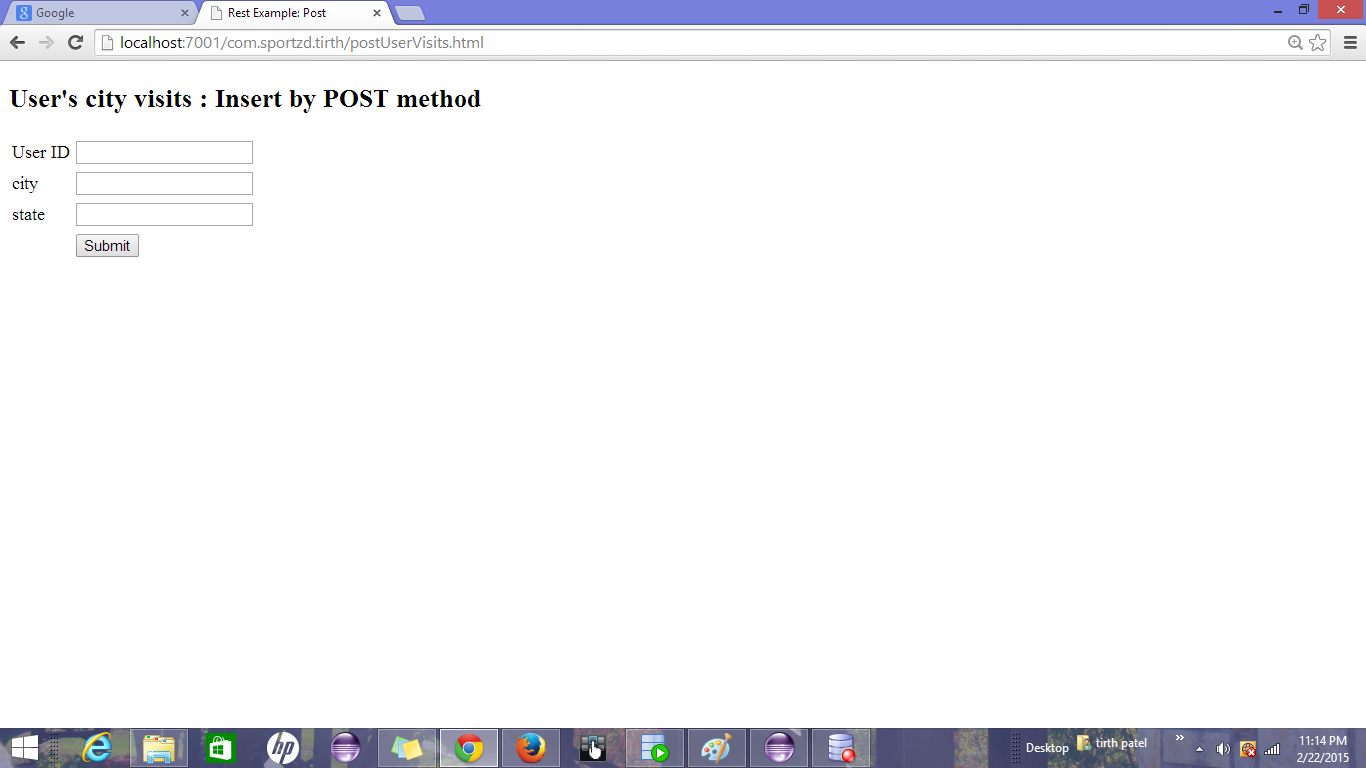 Google
Rest Example: Post
localhost:7001/com.sportzd.tirth/postUserVisits.html
User's city visits : Insert by POST method
User ID
city
state
Submit
hp
Desktop
tirth patel
11:14 PM
2/22/2015